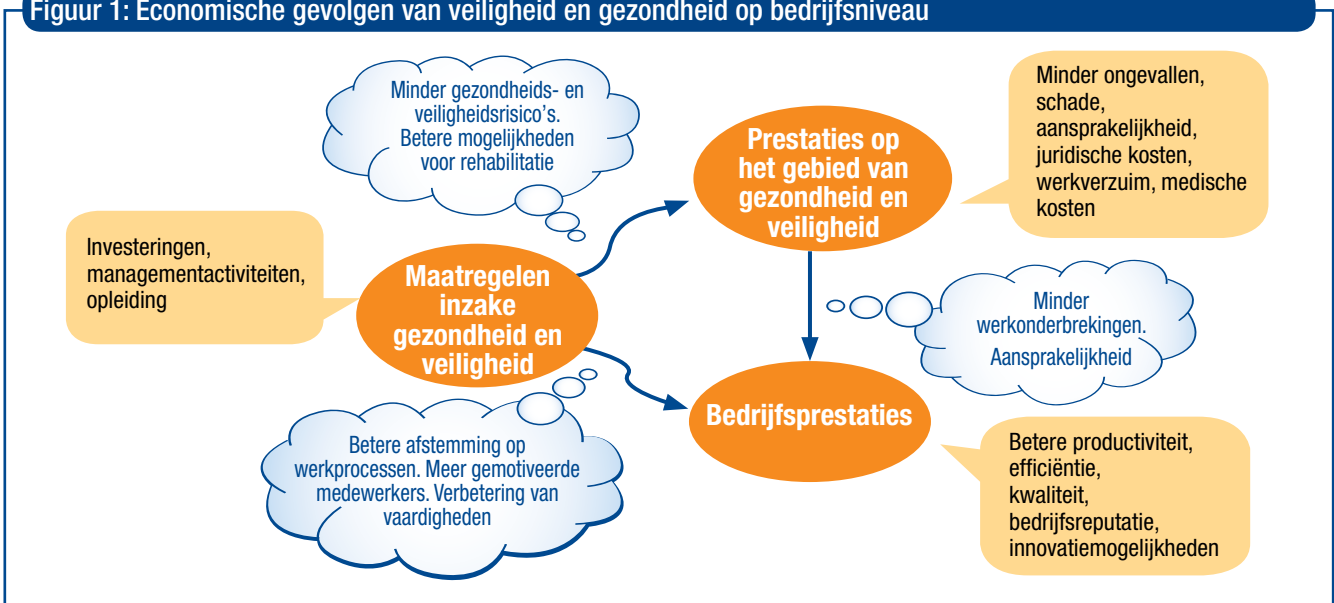 Figuur 1: Economische gevolgen van veiligheid en gezondheid op bedrijfsniveau
Minder gezondheids- en
veiligheidsrisico's.
Betere mogelijkheden
voor rehabilitatie
Prestaties op
het gebied van
gezondheid en
veiligheid
Minder ongevallen,
schade,
aansprakelijkheid,
juridische kosten,
werkverzuim, medische
kosten
Investeringen,
managementactiviteiten,
opleiding
Maatregelen
inzake
gezondheid en
veiligheid
Minder
werkonderbrekingen.
Aansprakelijkheid
Bedrijfsprestaties
Betere afstemming op
werkprocessen. Meer gemotiveerde
medewerkers. Verbetering van
vaardigheden
Betere productiviteit,
efficiëntie,
kwaliteit,
bedrijfsreputatie,
innovatiemogelijkheden